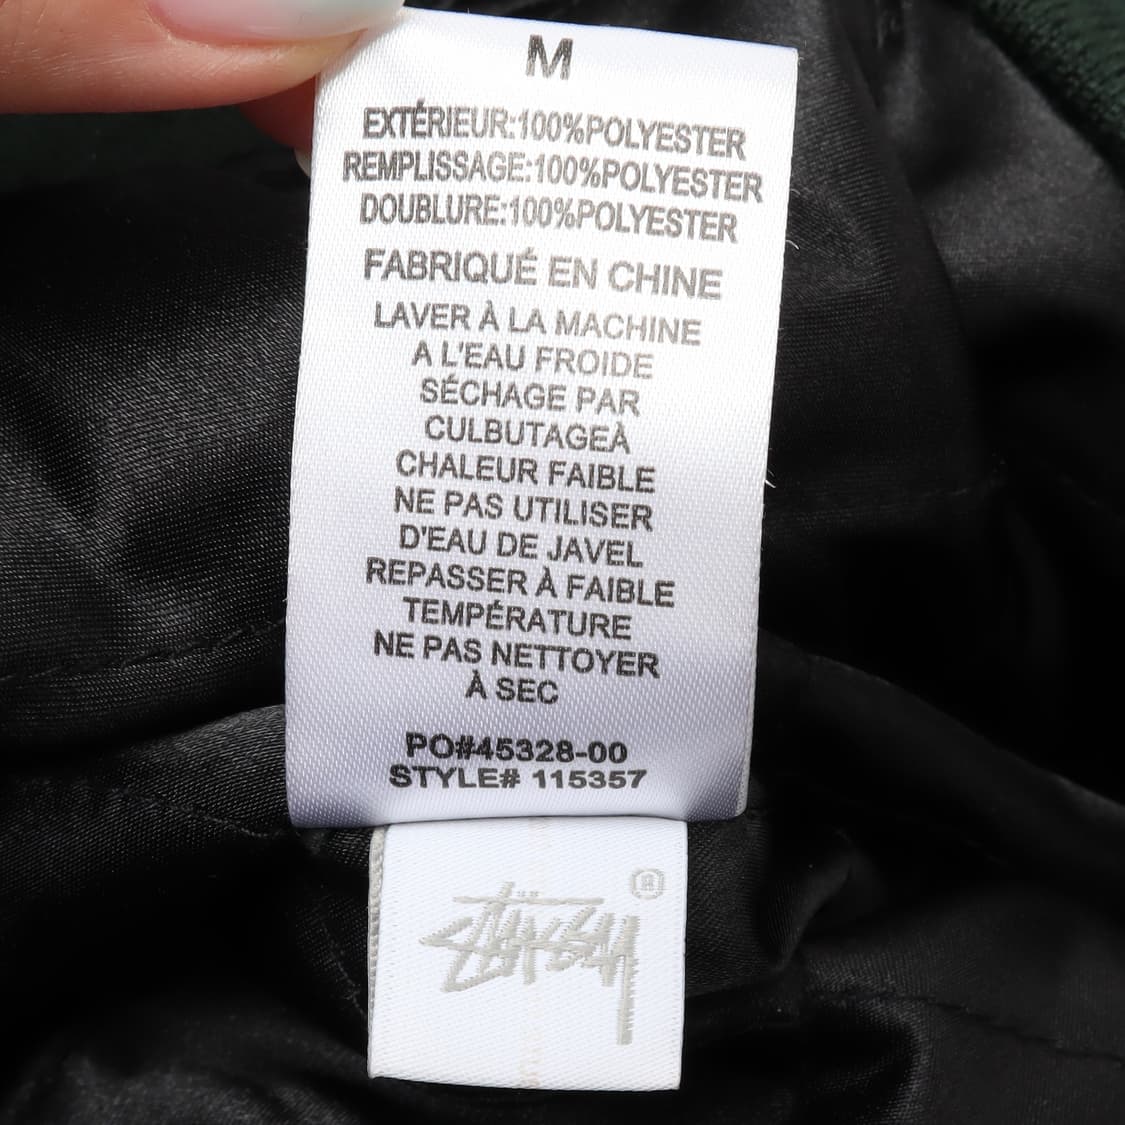 M
EXTÉRIEUR:100%POLYESTER
REMPLISSAGE:100%POLYESTER
DOUBLURE:100%POLYESTER
FABRIQUÉ EN CHINE
LAVER À LA MACHINE
A L'EAU FROIDE
SÉCHAGE PAR
CULBUTAGEÀ
CHALEUR FAIBLE
NE PAS UTILISER
D'EAU DE JAVEL
REPASSER À FAIBLE
TEMPÉRATURE
NE PAS NETTOYER
À SEC
PO#45328-00
STYLE# 115357
Stüssy ®